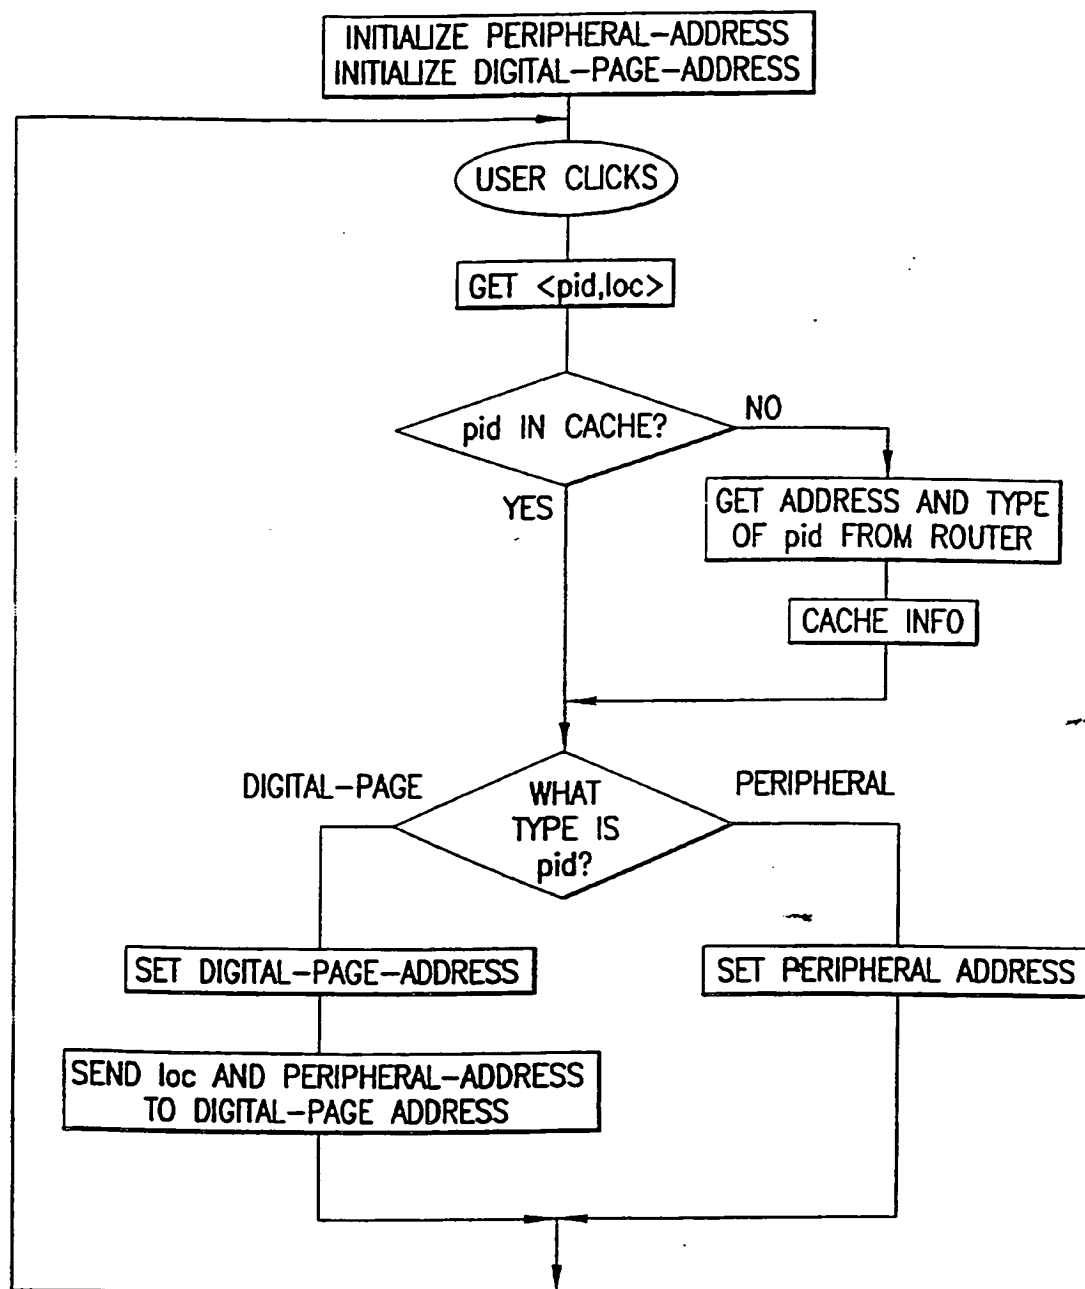 INITIALIZE PERIPHERAL-ADDRESS
INITIALIZE DIGITAL-PAGE-ADDRESS
USER CLICKS
GET <pid,loc>
pid IN CACHE?
NO
YES
GET ADDRESS AND TYPE
OF pid FROM ROUTER
CACHE INFO
DIGITAL-PAGE
WHAT
TYPE IS
pid?
PERIPHERAL
SET DIGITAL-PAGE-ADDRESS
SET PERIPHERAL ADDRESS
SEND loc AND PERIPHERAL-ADDRESS
TO DIGITAL-PAGE ADDRESS